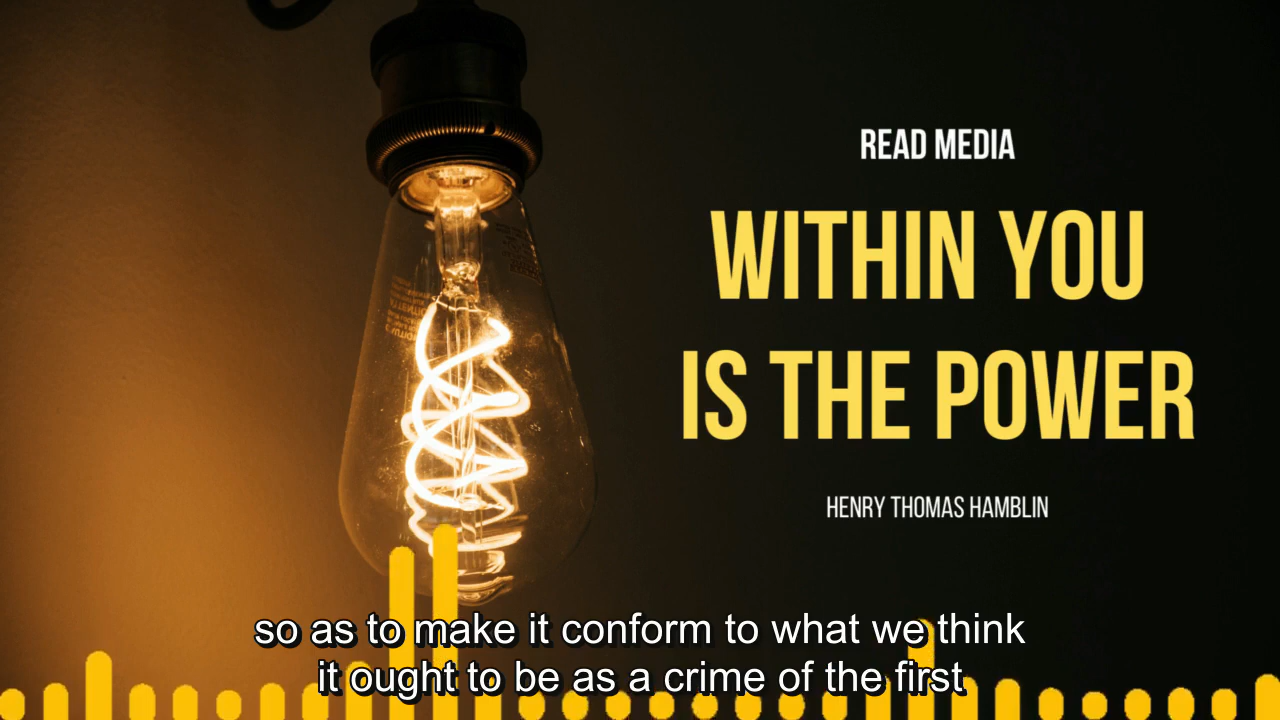 READ MEDIA
WITHIN YOU
IS THE POWER
HENRY THOMAS HAMBLIN
so as to make it conform to what we think
it ought to be as a crime of the first